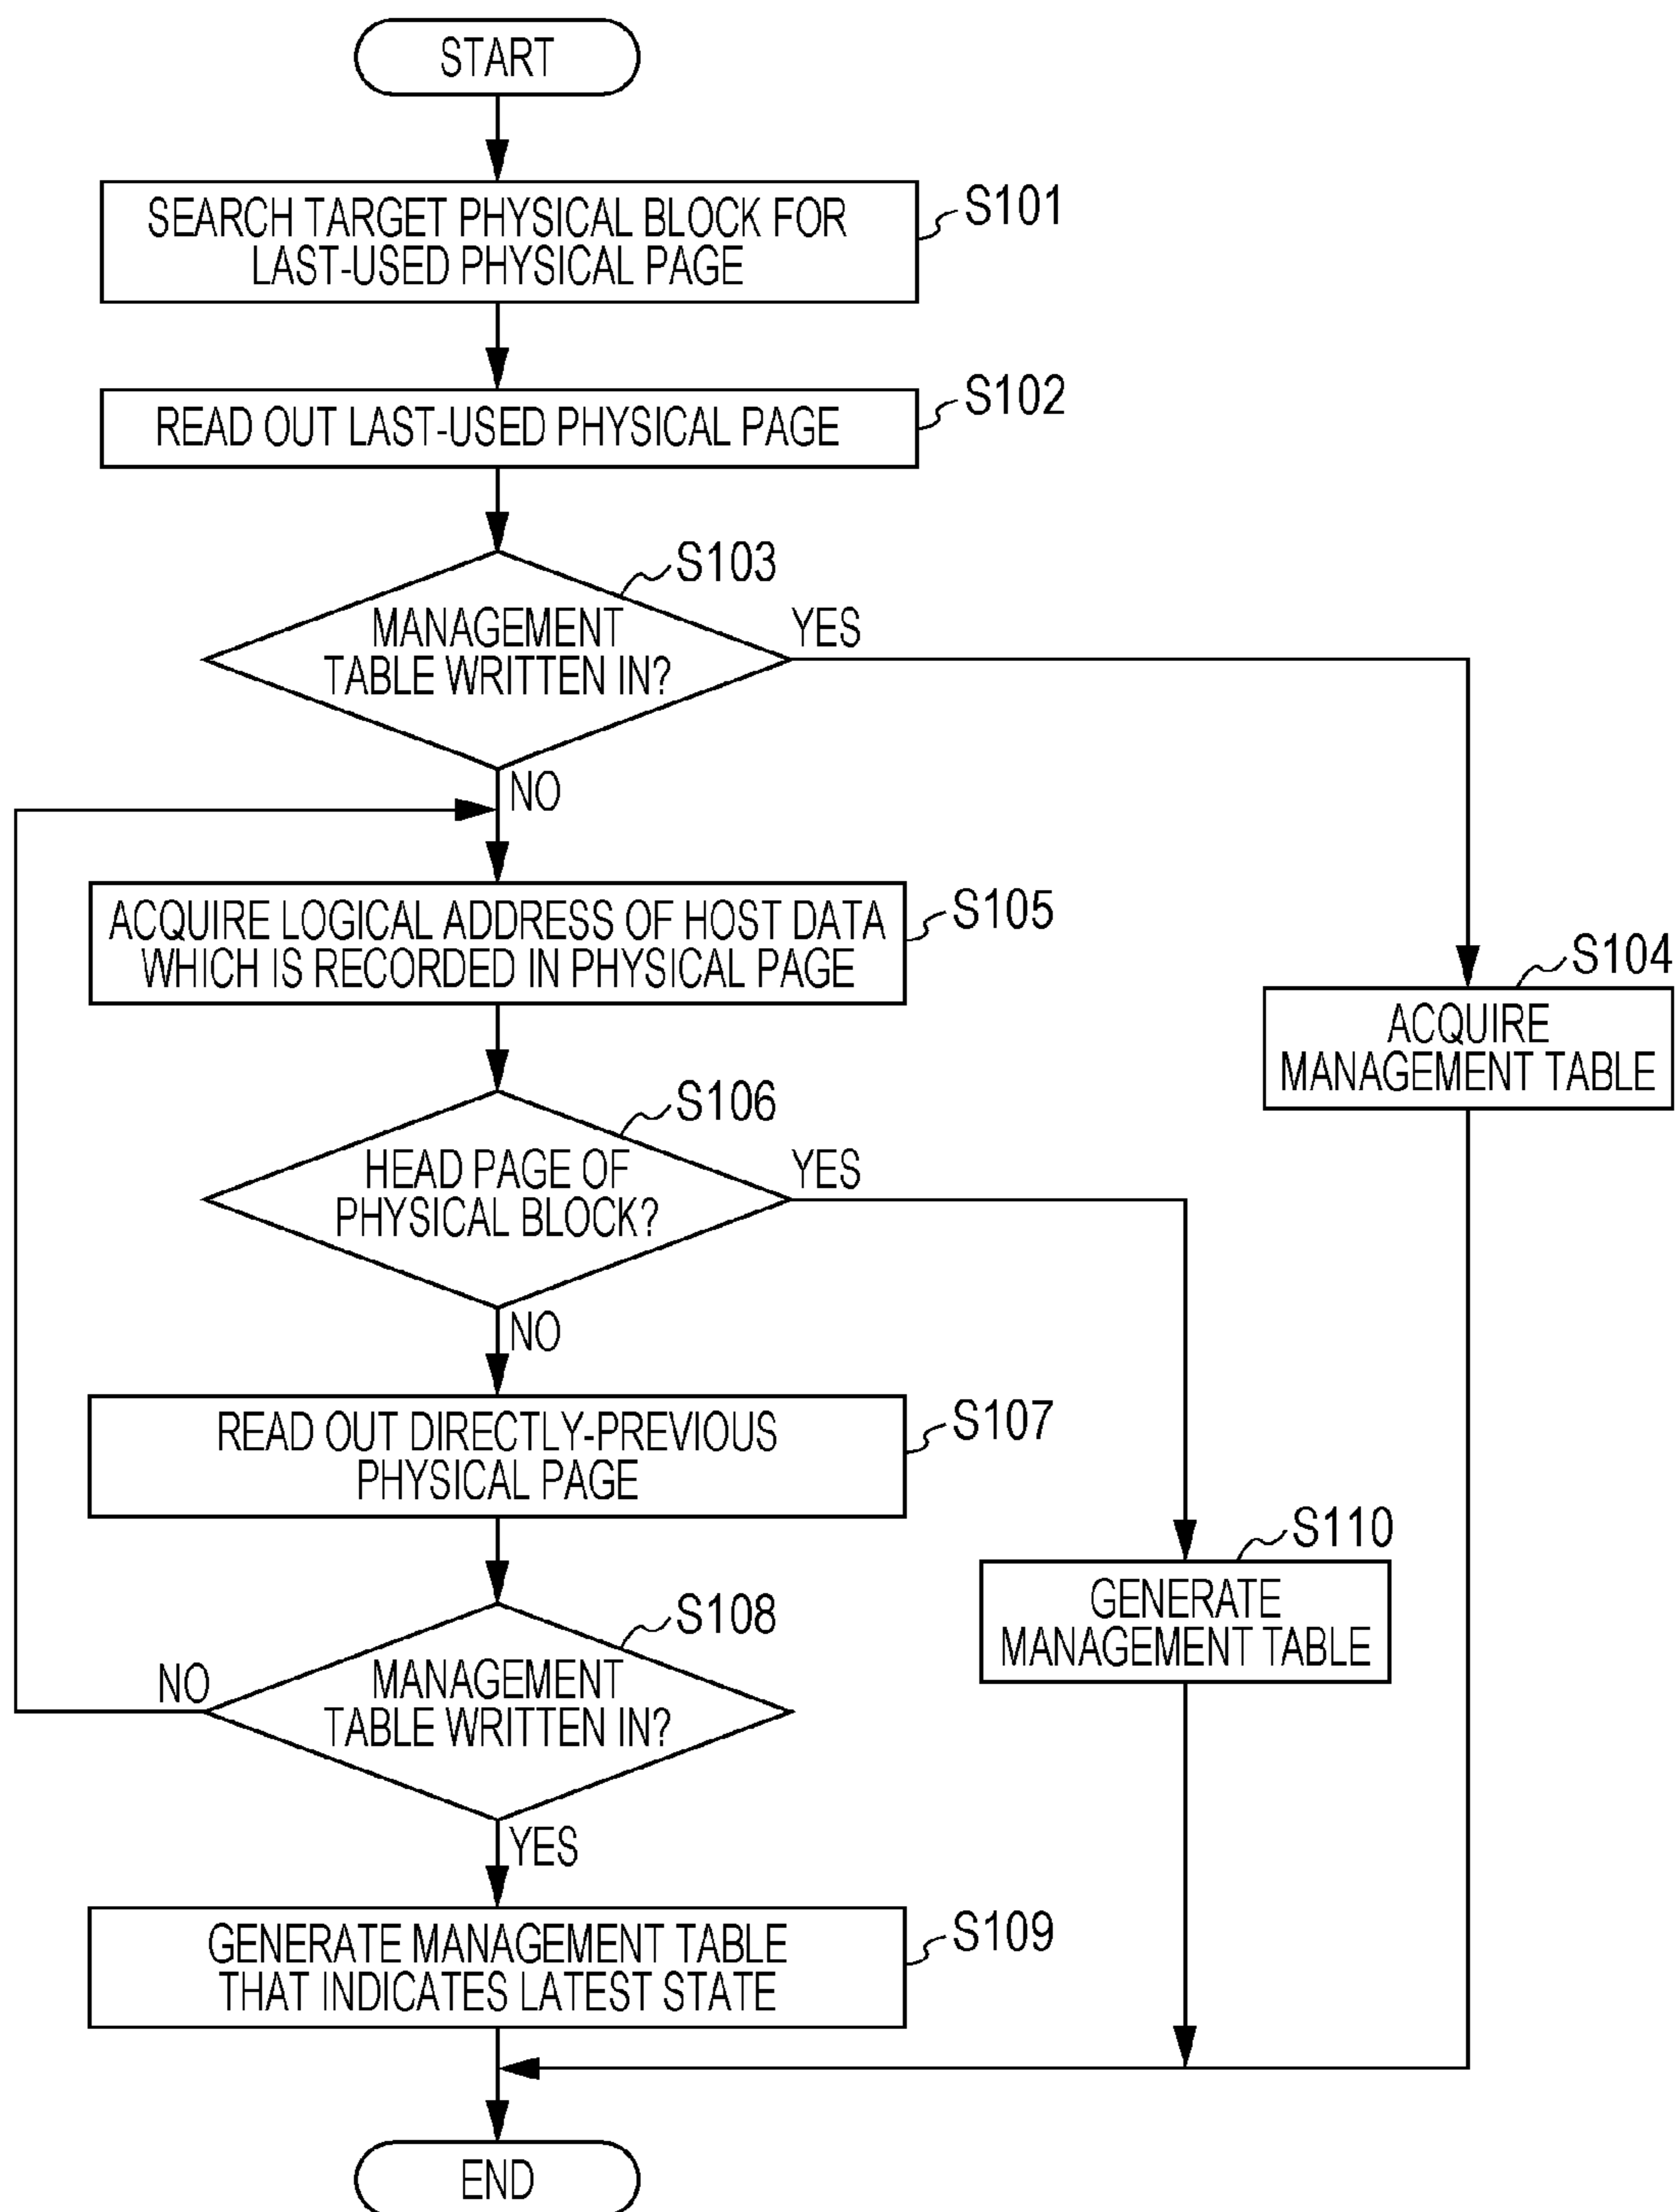 START
SEARCH TARGET PHYSICAL BLOCK FOR
LAST-USED PHYSICAL PAGE
S101
READ OUT LAST-USED PHYSICAL PAGE
S102
S103
MANAGEMENT
TABLE WRITTEN IN?
YES
NO
ACQUIRE LOGICAL ADDRESS OF HOST DATA
WHICH IS RECORDED IN PHYSICAL PAGE
S105
S104
ACQUIRE
MANAGEMENT TABLE
S106
HEAD PAGE OF
PHYSICAL BLOCK?
YES
NO
READ OUT DIRECTLY-PREVIOUS
PHYSICAL PAGE
S107
S110
GENERATE
MANAGEMENT TABLE
S108
MANAGEMENT
TABLE WRITTEN IN?
NO
YES
GENERATE MANAGEMENT TABLE
THAT INDICATES LATEST STATE
S109
END